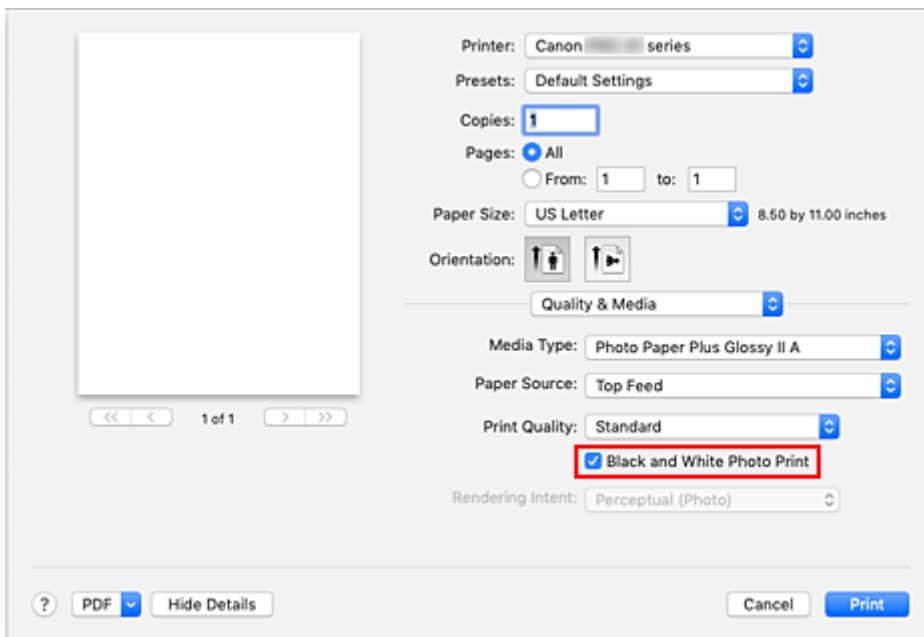 Printer: Canon series
Presets: Default Settings
Copies: 1
Pages: All
From: 1 to: 1
Paper Size: US Letter 8.50 by 11.00 inches
Orientation:
Quality & Media
Media Type: Photo Paper Plus Glossy II A
Paper Source: Top Feed
<< < 1 of 1 > >>
Print Quality: Standard
Black and White Photo Print
Rendering Intent: Perceptual (Photo)
? PDF Hide Details Cancel Print